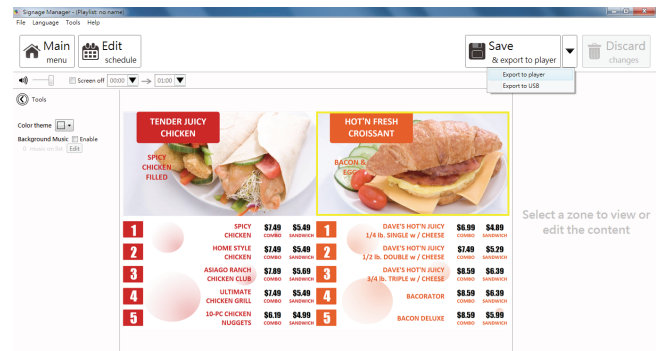 Signage Manager - (Playlist: no name)
File Language Tools Help
Main
menu
Edit
schedule
Save
& export to player
Discard
changes
Export to player
Export to USB
Screen off 00:00 → 01:00
Tools
Color theme
Background Music Enable
0 music on list Edit
TENDER JUICY
CHICKEN
SPICY
CHICKEN
FILLED
HOT'N FRESH
CROISSANT
BACON &
EGG
Select a zone to view or
edit the content
1 SPICY $7.49 $5.49
CHICKEN COMBO SANDWICH
2 HOME STYLE $7.49 $5.49
CHICKEN COMBO SANDWICH
3 ASIAGO RANCH $7.89 $5.69
CHICKEN CLUB COMBO SANDWICH
4 ULTIMATE $7.49 $5.49
CHICKEN GRILL COMBO SANDWICH
5 10-PC CHICKEN $6.19 $4.99
NUGGETS COMBO SANDWICH
1 DAVE'S HOT'N JUICY $6.99 $4.89
1/4 lb. SINGLE w / CHEESE COMBO SANDWICH
2 DAVE'S HOT'N JUICY $7.49 $5.29
1/2 lb. DOUBLE w / CHEESE COMBO SANDWICH
3 DAVE'S HOT'N JUICY $8.59 $6.39
3/4 lb. TRIPLE w / CHEESE COMBO SANDWICH
4 BACORATOR $8.59 $6.39
COMBO SANDWICH
5 BACON DELUXE $8.59 $5.99
COMBO SANDWICH